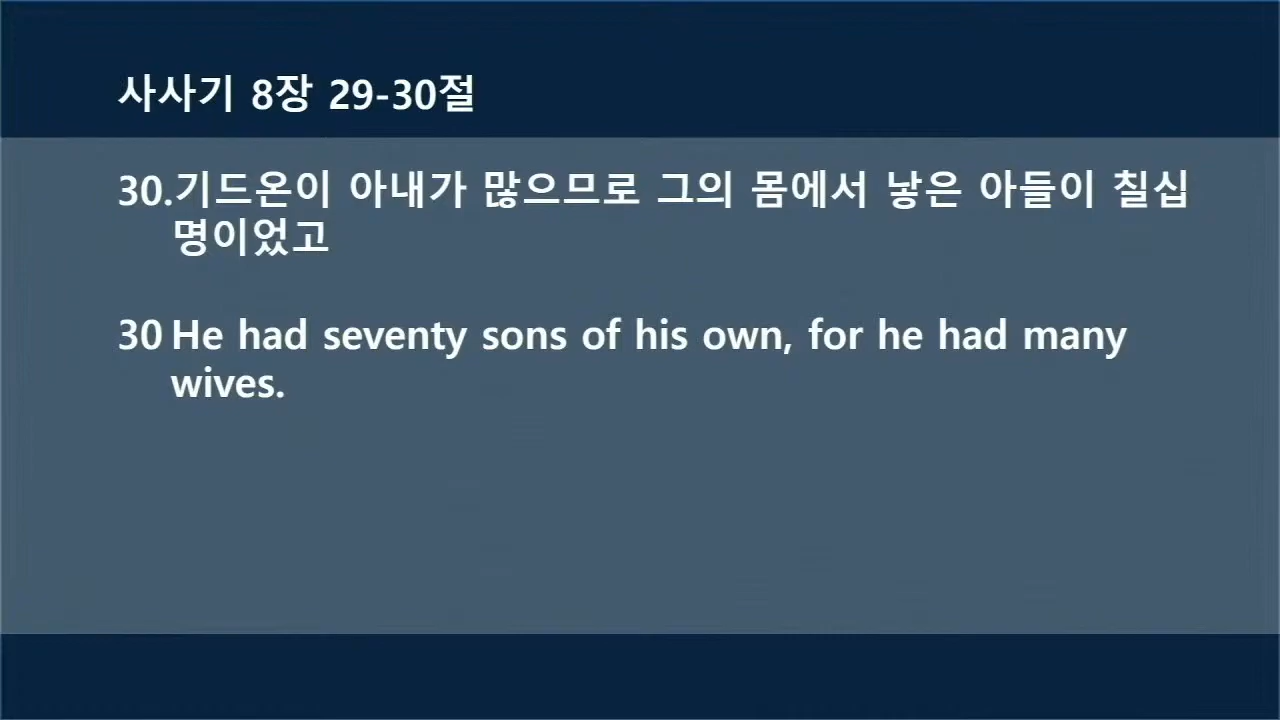 사사기 8장 29-30절
30.기드온이 아내가 많으므로 그의 몸에서 낳은 아들이 칠십
명이었고
30 He had seventy sons of his own, for he had many
wives.